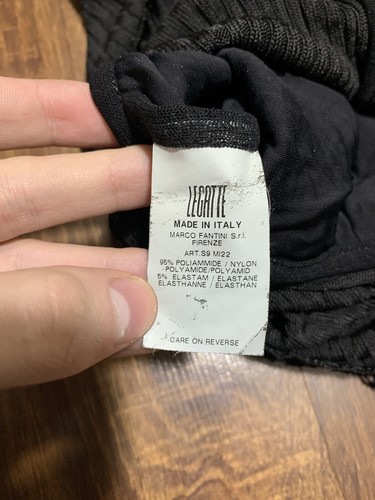 LEGATTE
MADE IN ITALY
MARCO FANTINI S.r.l.
FIRENZE
ART.S9 MI22
95% POLIAMMIDE / NYLON
POLYAMIDE/POLYAMID
5% ELASTAM / ELASTANE
ELASTHANNE / ELASTHAN
CARE ON REVERSE